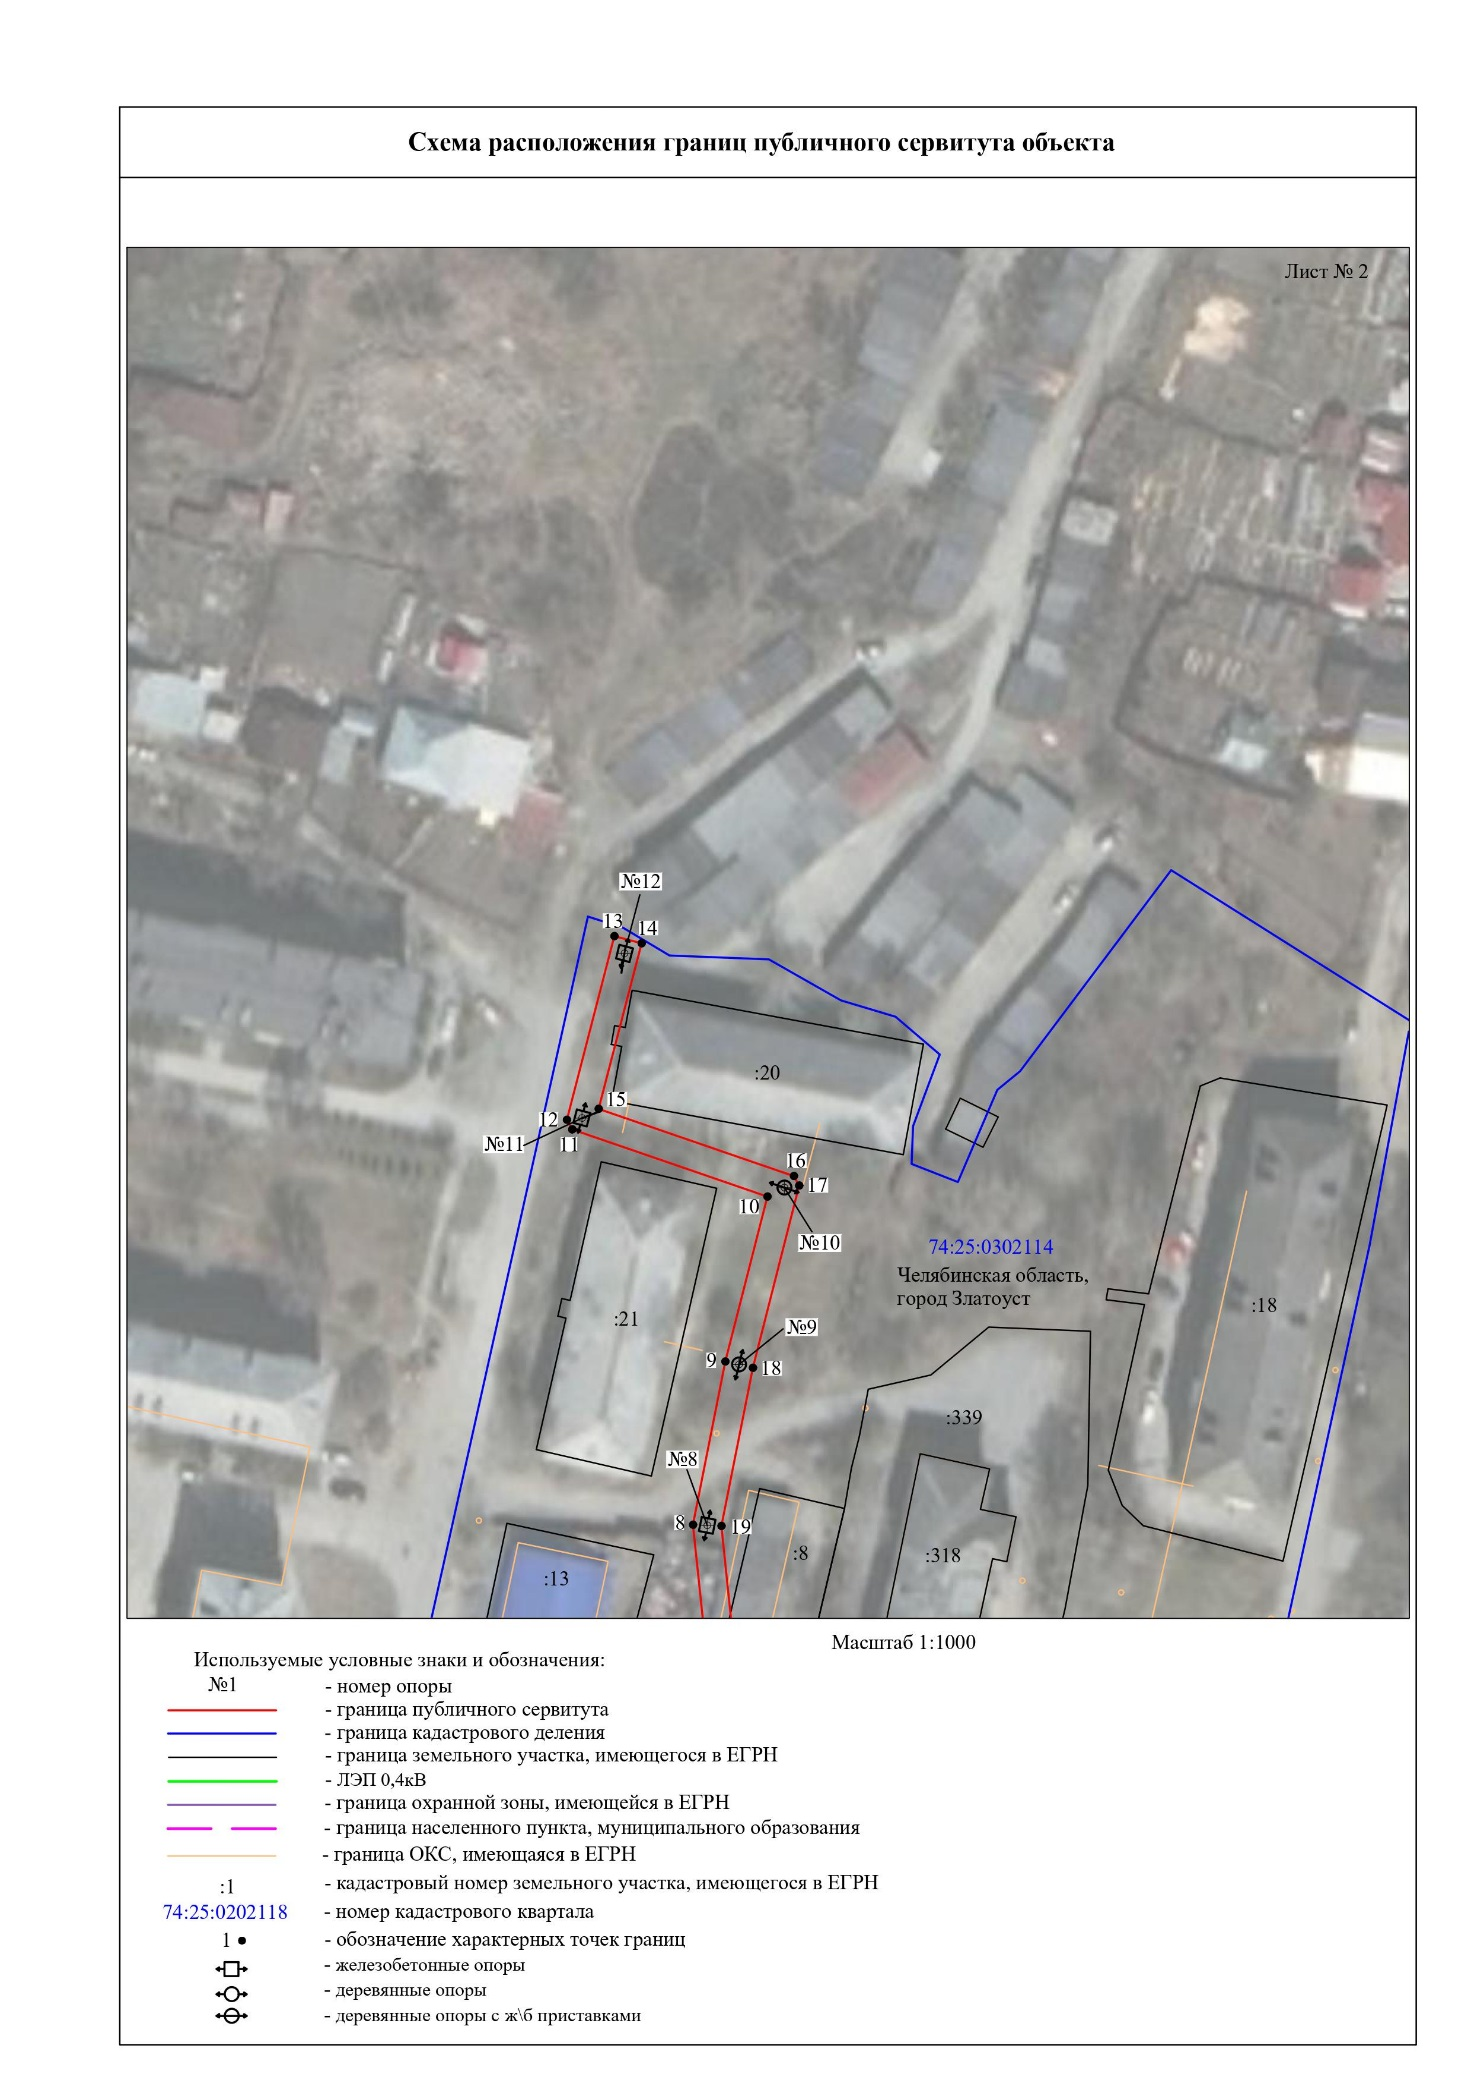 Схема расположения границ публичного сервитута объекта
Лист № 2
№12
13
14
:20
15
12
№11
11
16
17
10
№10
74:25:0302114
Челябинская область,
город Златоуст
:18
:21
№9
9
18
:339
№8
8
19
:8
:318
:13
Масштаб 1:1000
Используемые условные знаки и обозначения:
№1 - номер опоры
- граница публичного сервитута
- граница кадастрового деления
- граница земельного участка, имеющегося в ЕГРН
- ЛЭП 0,4кВ
- граница охранной зоны, имеющейся в ЕГРН
- граница населенного пункта, муниципального образования
- граница ОКС, имеющаяся в ЕГРН
:1 - кадастровый номер земельного участка, имеющегося в ЕГРН
74:25:0202118 - номер кадастрового квартала
1 - обозначение характерных точек границ
- железобетонные опоры
- деревянные опоры
- деревянные опоры с ж\б приставками